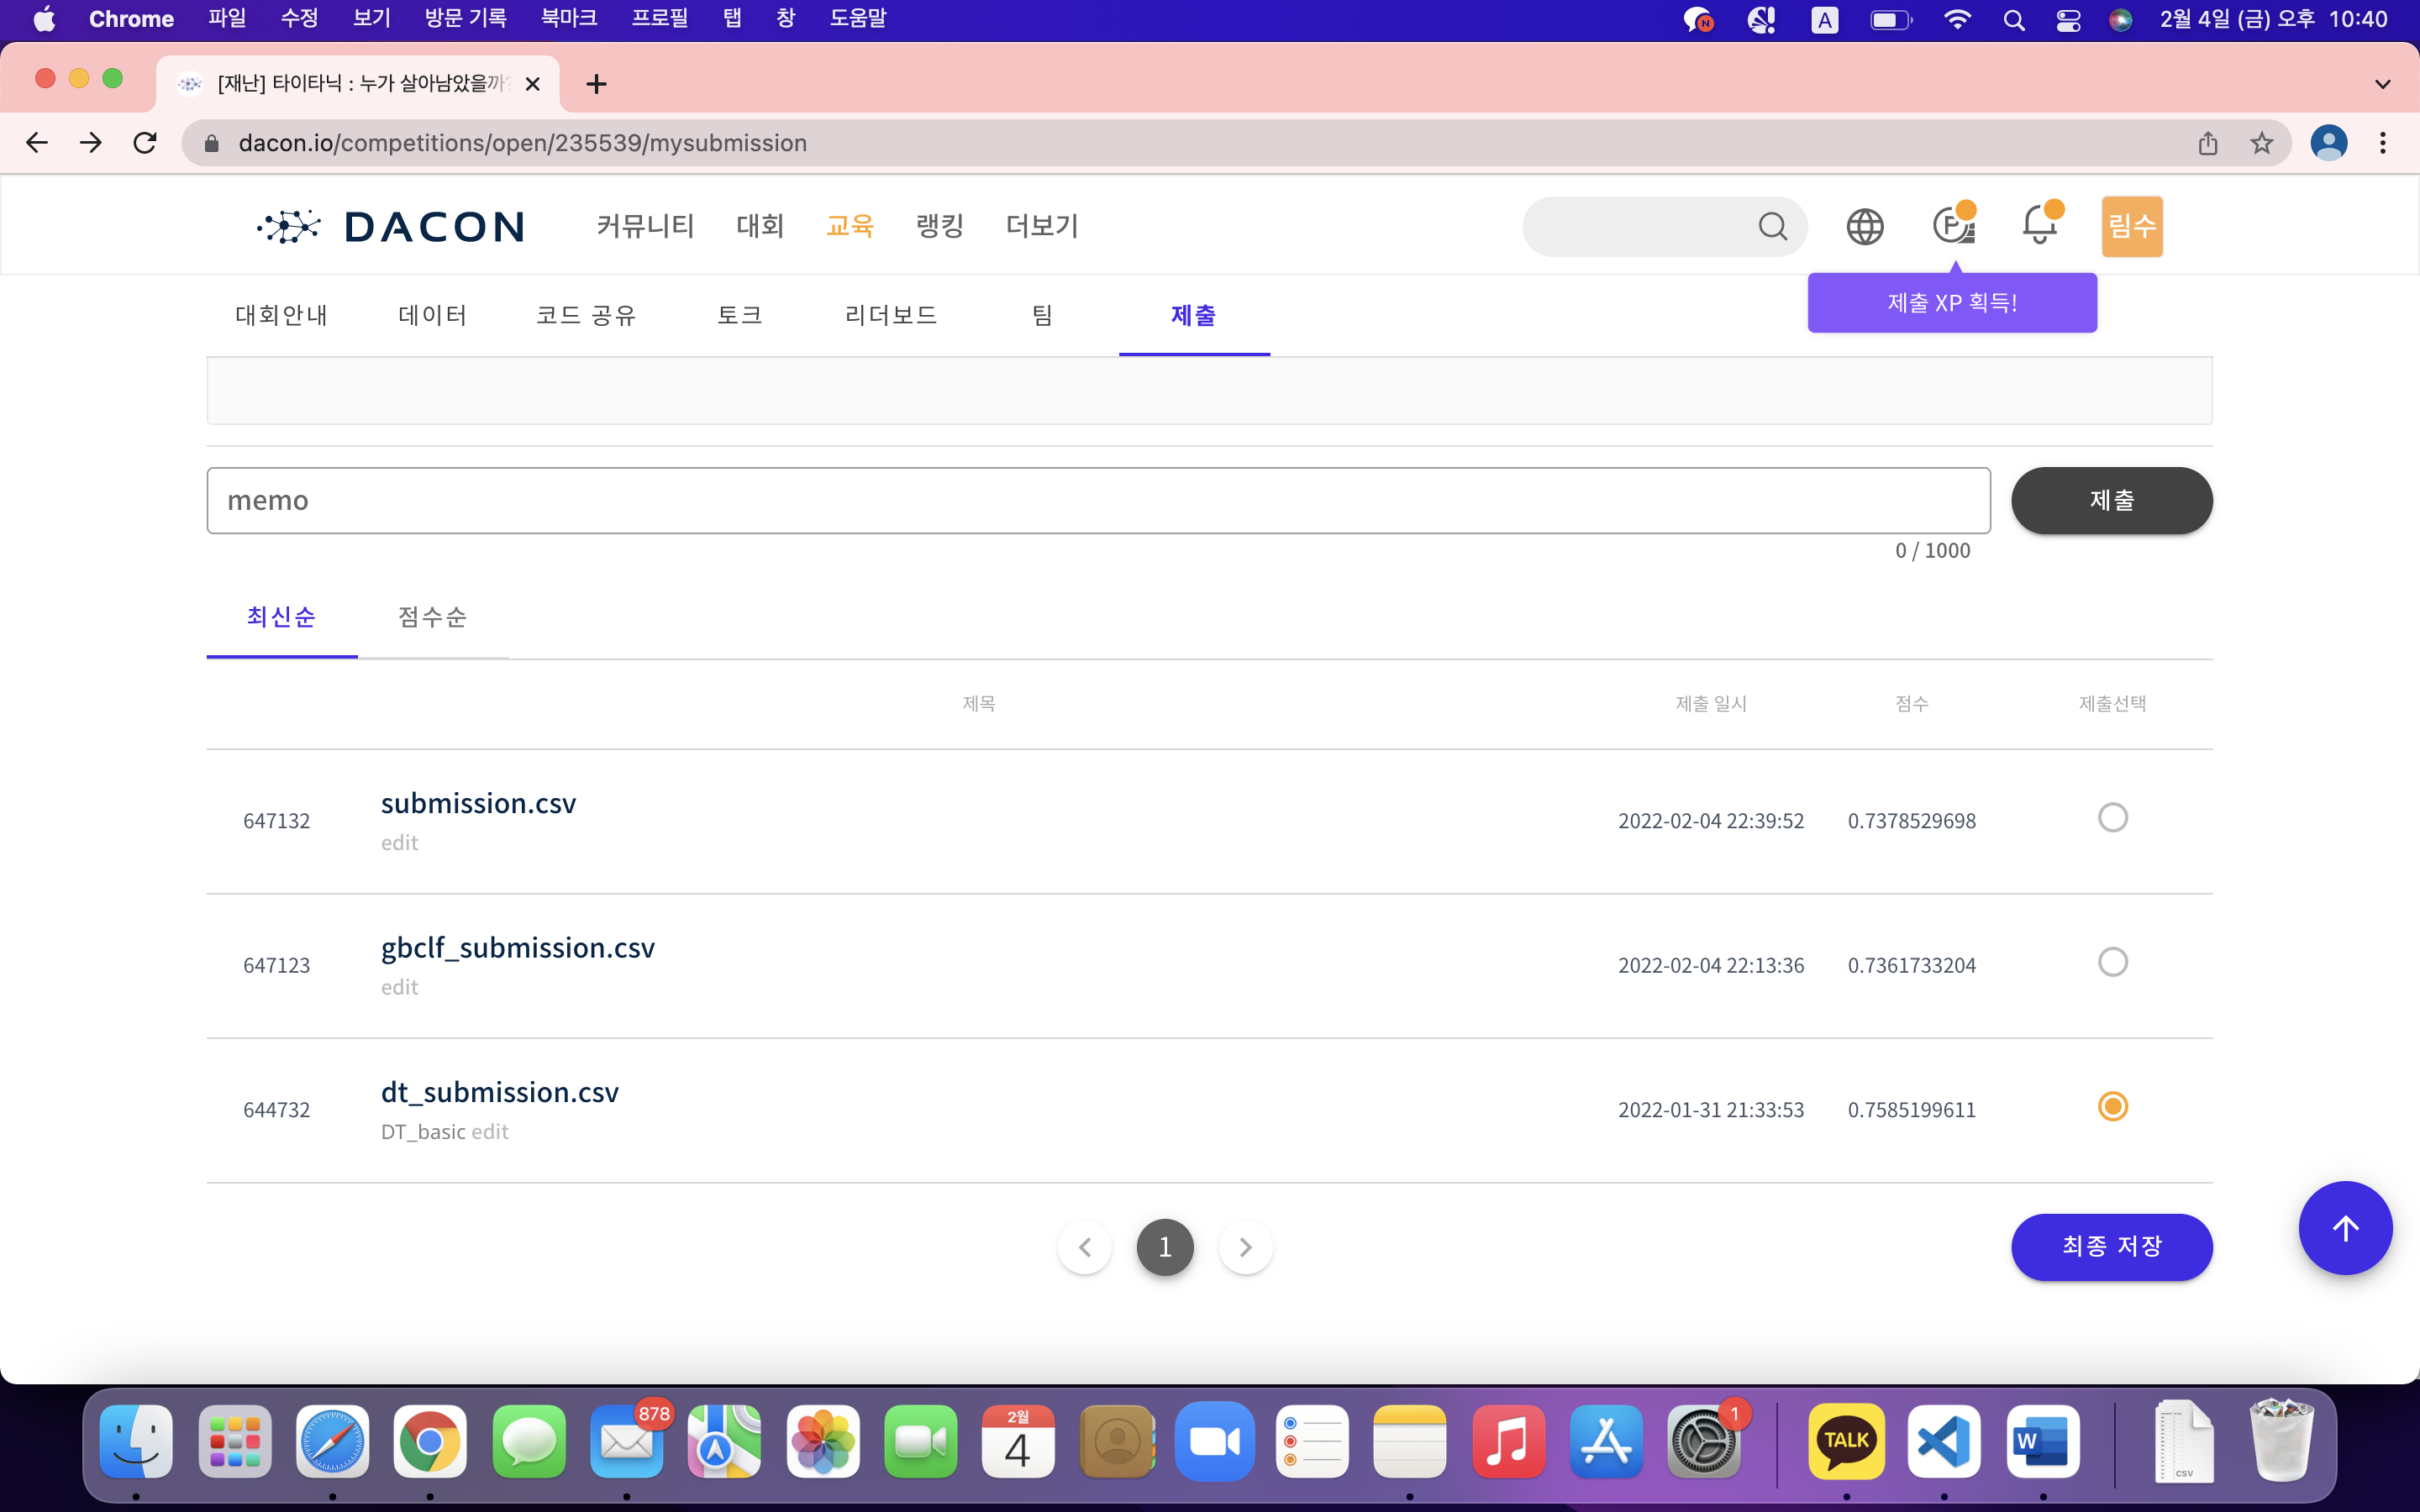 Chrome 파일 수정 보기 방문 기록 북마크 프로필 탭 창 도움말 N A 2월 4일 (금) 오후 10:40
[재난] 타이타닉 : 누가 살아남았을까?
dacon.io/competitions/open/235539/mysubmission
DACON 커뮤니티 대회 교육 랭킹 더보기 P 림수
제출 XP 획득!
대회안내 데이터 코드 공유 토크 리더보드 팀 제출
memo 제출
0 / 1000
최신순 점수순
제목 제출 일시 점수 제출선택
647132 submission.csv 2022-02-04 22:39:52 0.7378529698
edit
647123 gbclf_submission.csv 2022-02-04 22:13:36 0.7361733204
edit
644732 dt_submission.csv 2022-01-31 21:33:53 0.7585199611
DT_basic edit
1 최종 저장
878 2월 4 1 TALK W CSV